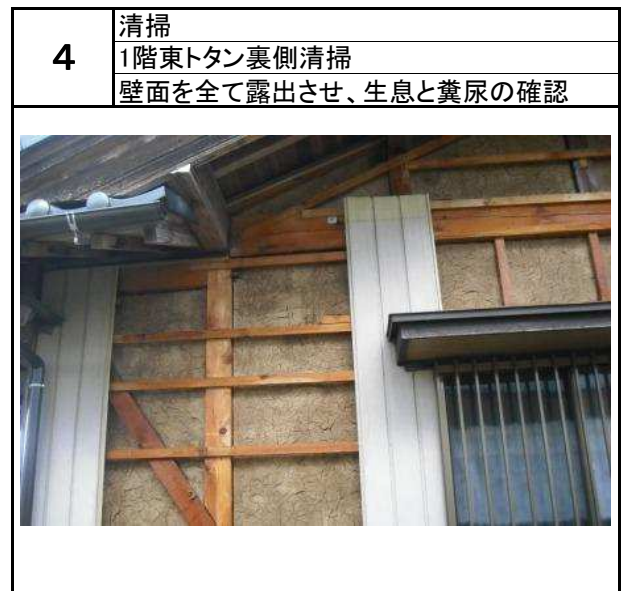 4
清掃
1階東トタン裏側清掃
壁面を全て露出させ、生息と糞尿の確認